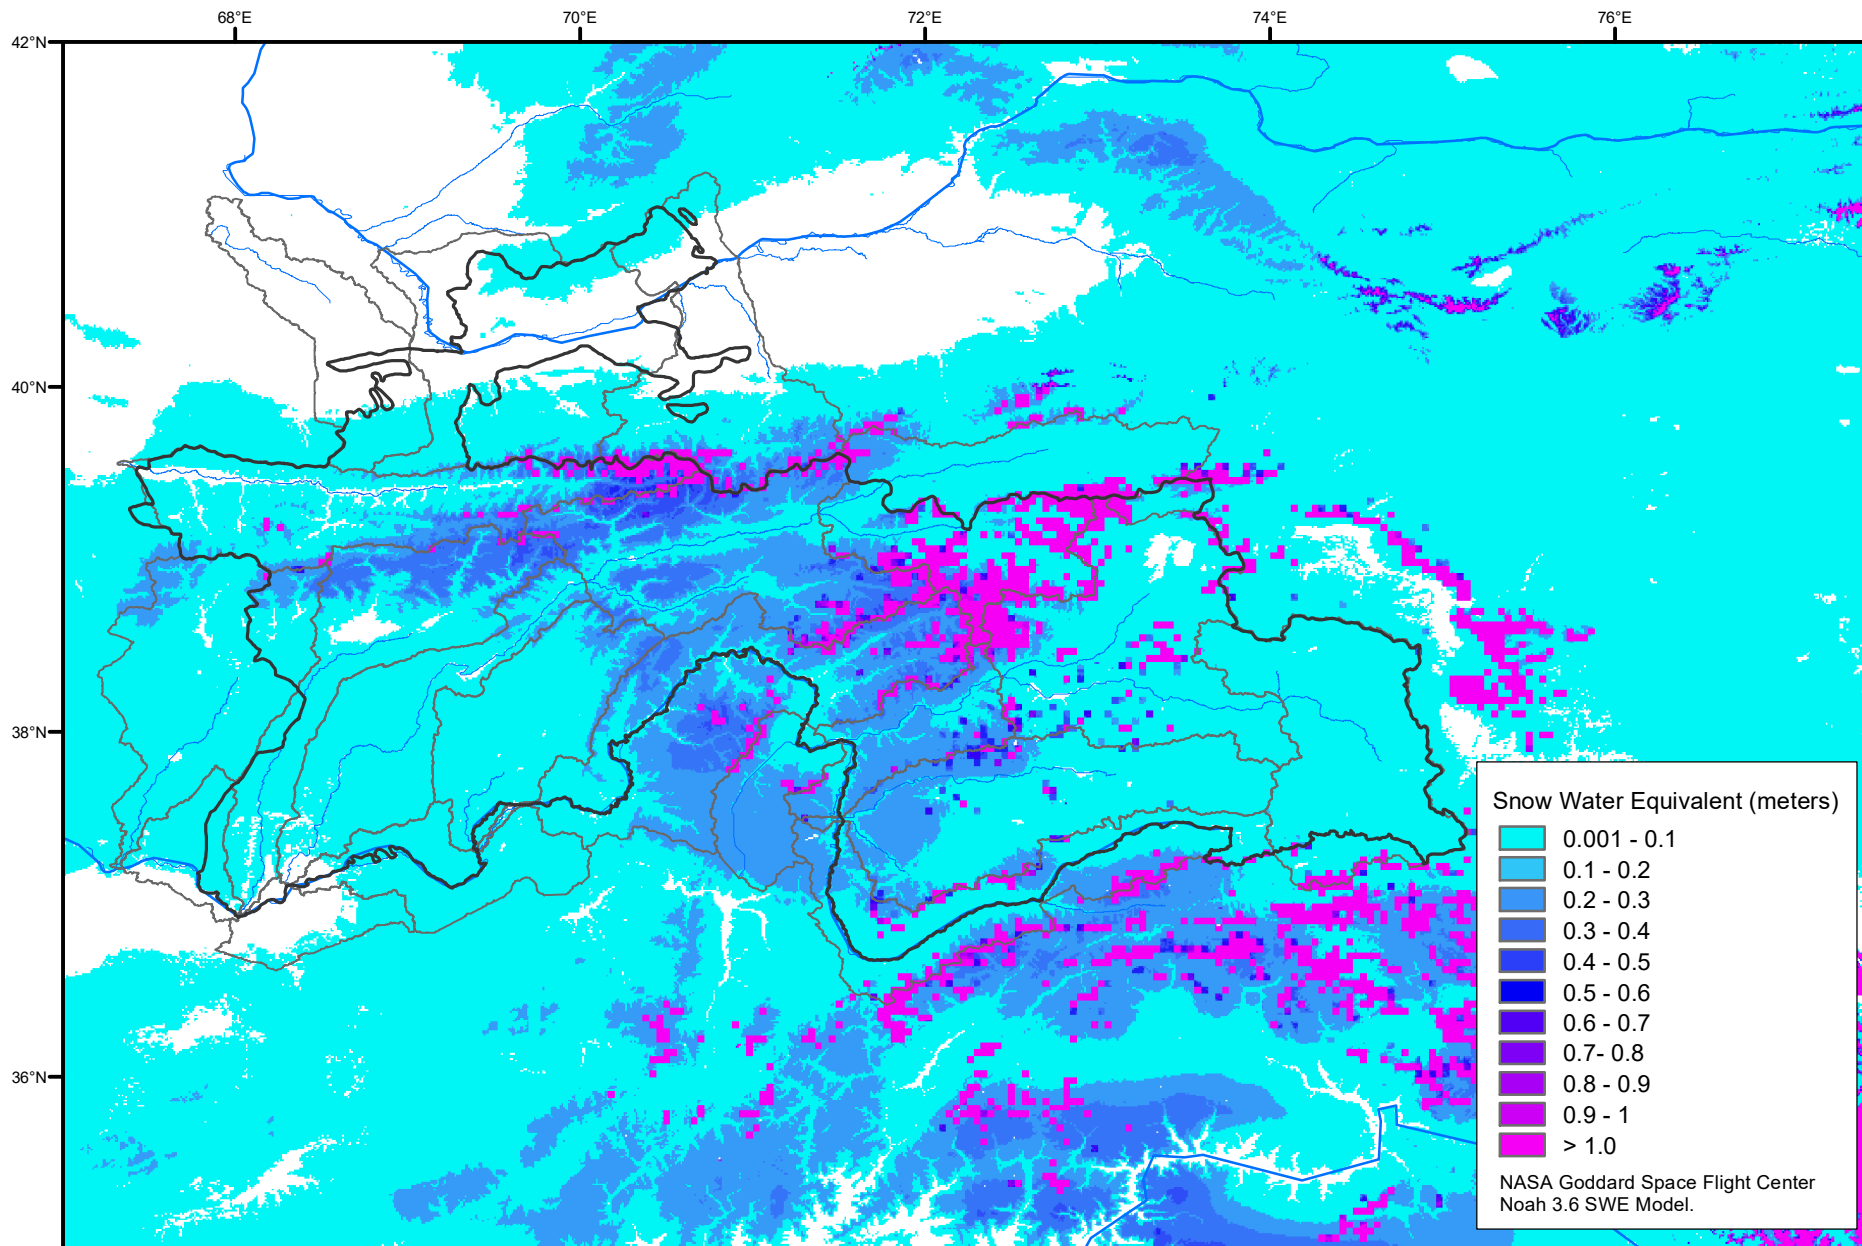 68°E 70°E 72°E 74°E 76°E
42°N
40°N
38°N
36°N
Snow Water Equivalent (meters)
0.001 - 0.1
0.1 - 0.2
0.2 - 0.3
0.3 - 0.4
0.4 - 0.5
0.5 - 0.6
0.6 - 0.7
0.7- 0.8
0.8 - 0.9
0.9 - 1
> 1.0
NASA Goddard Space Flight Center
Noah 3.6 SWE Model.